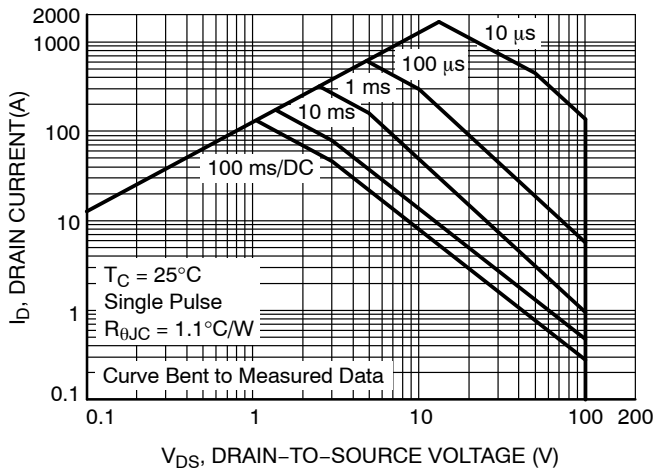 2000
1000
100
10
1
0.1
I_D, DRAIN CURRENT(A)
10 µs
100 µs
1 ms
10 ms
100 ms/DC
T_C = 25°C
Single Pulse
R_θJC = 1.1°C/W
Curve Bent to Measured Data
0.1 1 10 100 200
V_DS, DRAIN−TO−SOURCE VOLTAGE (V)